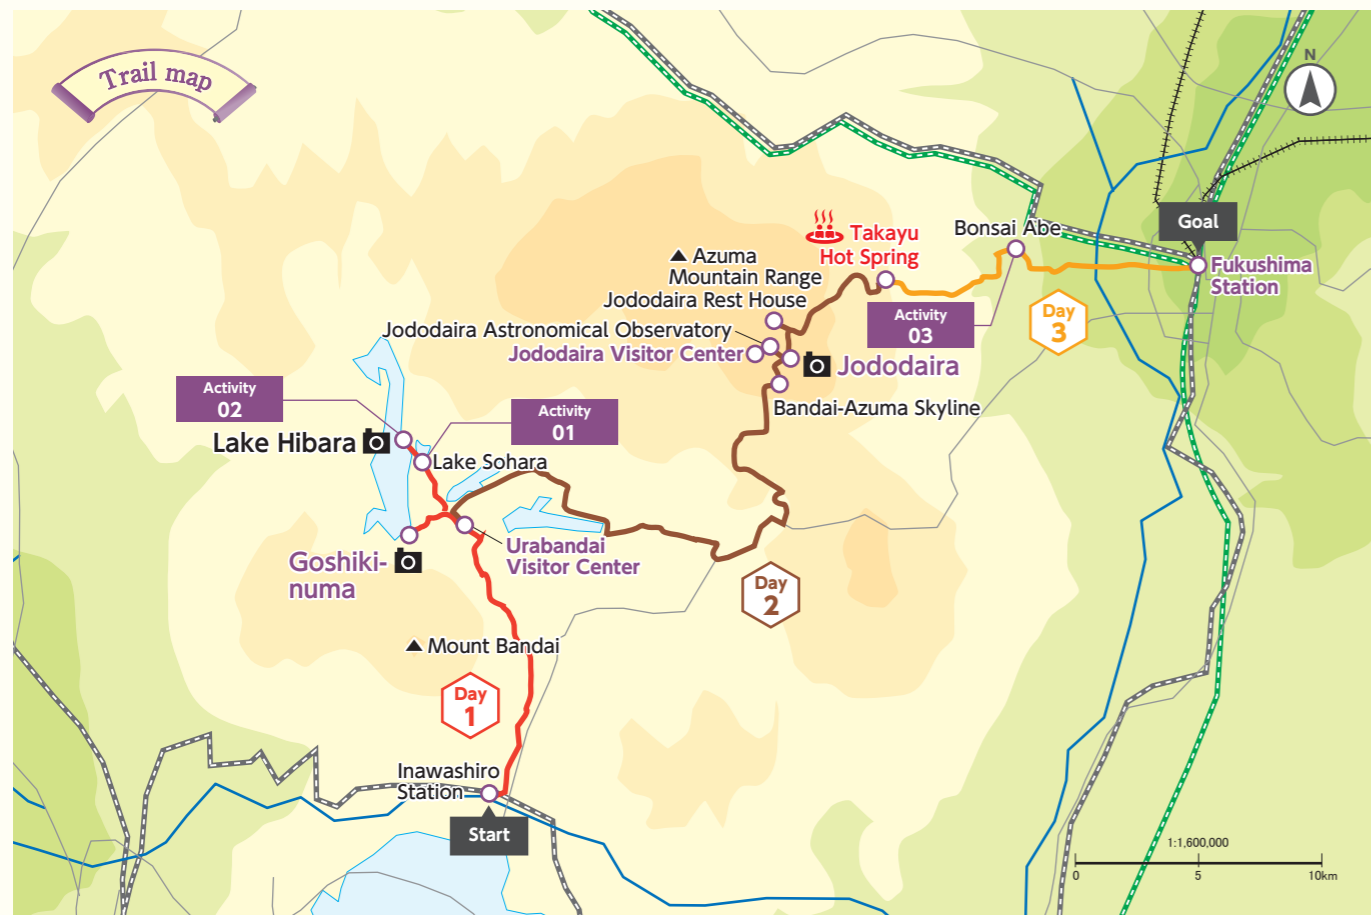 Trail map
N
Goal
Fukushima
Station
Bonsai Abe
Takayu
Hot Spring
Azuma
Mountain Range
Jododaira Rest House
Activity
03
Day
3
Jododaira Astronomical Observatory
Jododaira Visitor Center
Jododaira
Bandai-Azuma Skyline
Activity
02
Activity
01
Lake Hibara
Lake Sohara
Goshiki-
numa
Urabandai
Visitor Center
Day
2
Mount Bandai
Day
1
Inawashiro
Station
Start
1:1,600,000
0 5 10km